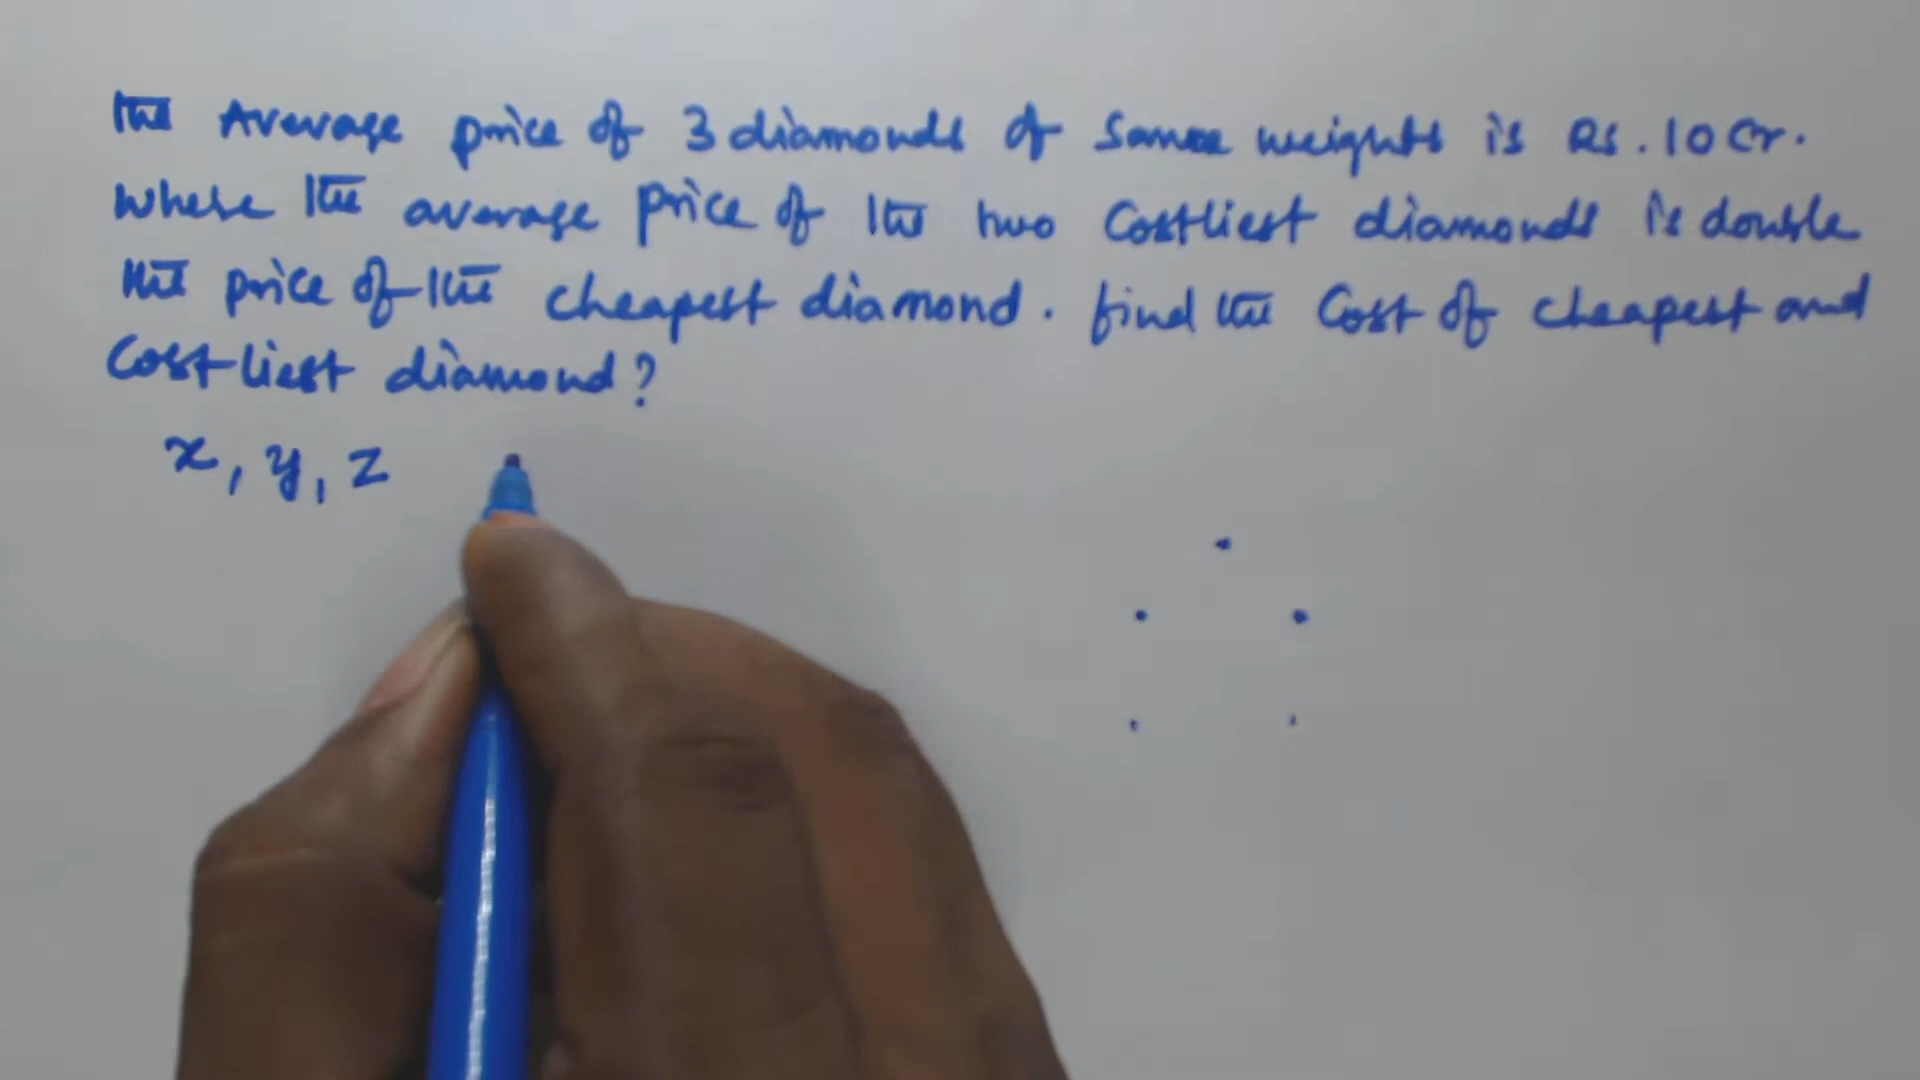 The Average price of 3 diamonds of same weights is Rs. 10 Cr.
Where the average price of the two Costliest diamonds is double
the price of the cheapest diamond. find the Cost of cheapest and
Costliest diamond?
x, y, z